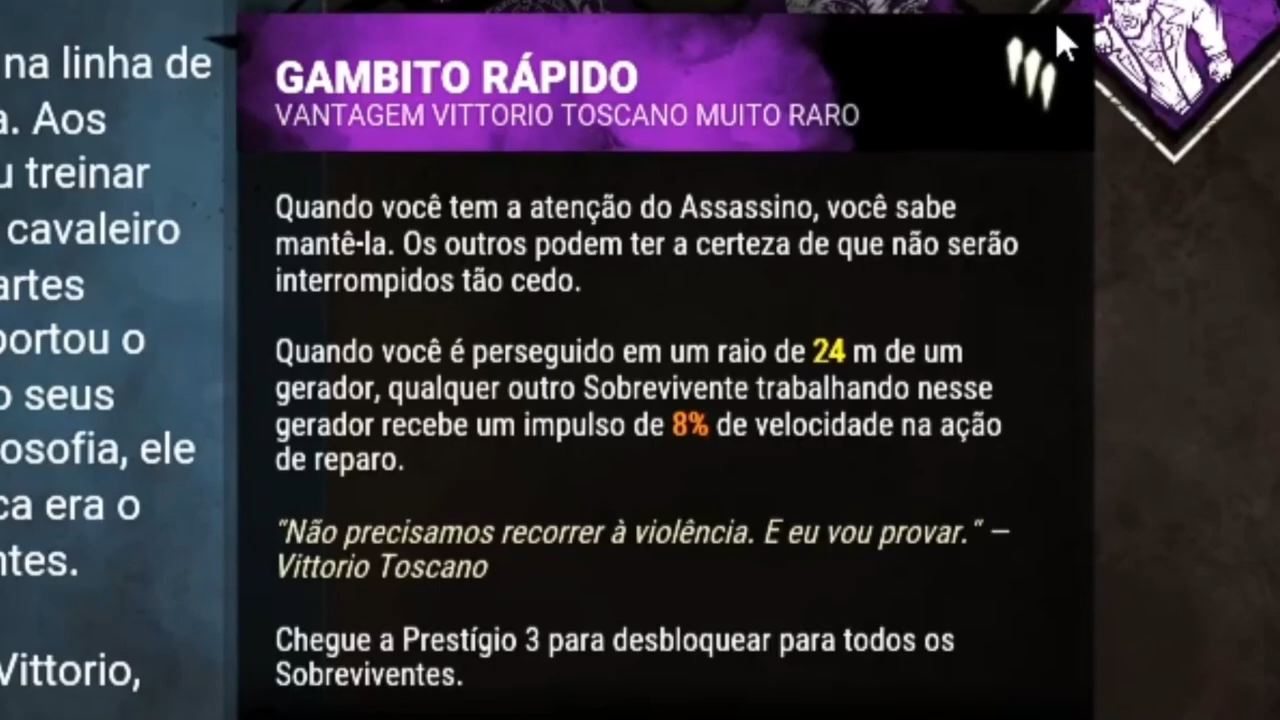 na linha de
a. Aos
u treinar
cavaleiro
artes
portou o
o seus
osofia, ele
ca era o
ntes.
Vittorio,
GAMBITO RÁPIDO
VANTAGEM VITTORIO TOSCANO MUITO RARO
Quando você tem a atenção do Assassino, você sabe
mantê-la. Os outros podem ter a certeza de que não serão
interrompidos tão cedo.
Quando você é perseguido em um raio de 24 m de um
gerador, qualquer outro Sobrevivente trabalhando nesse
gerador recebe um impulso de 8% de velocidade na ação
de reparo.
"Não precisamos recorrer à violência. E eu vou provar." —
Vittorio Toscano
Chegue a Prestígio 3 para desbloquear para todos os
Sobreviventes.